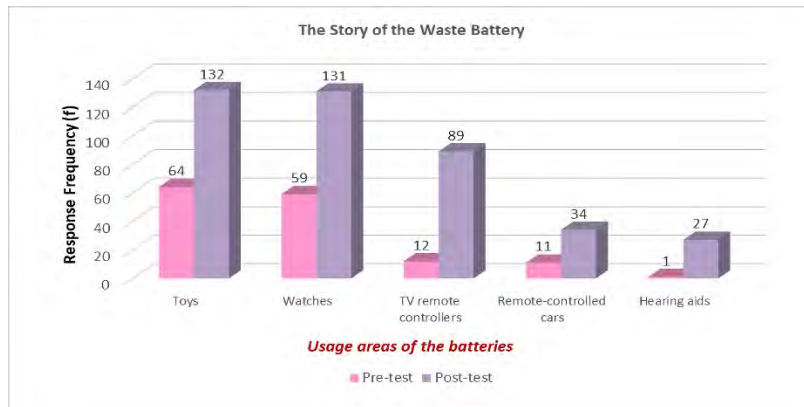 The Story of the Waste Battery
Response Frequency (f)
140
120
100
80
60
40
20
0
64
132
59
131
12
89
11
34
1
27
Toys
Watches
TV remote
controllers
Remote-controlled
cars
Hearing aids
Usage areas of the batteries
Pre-test Post-test